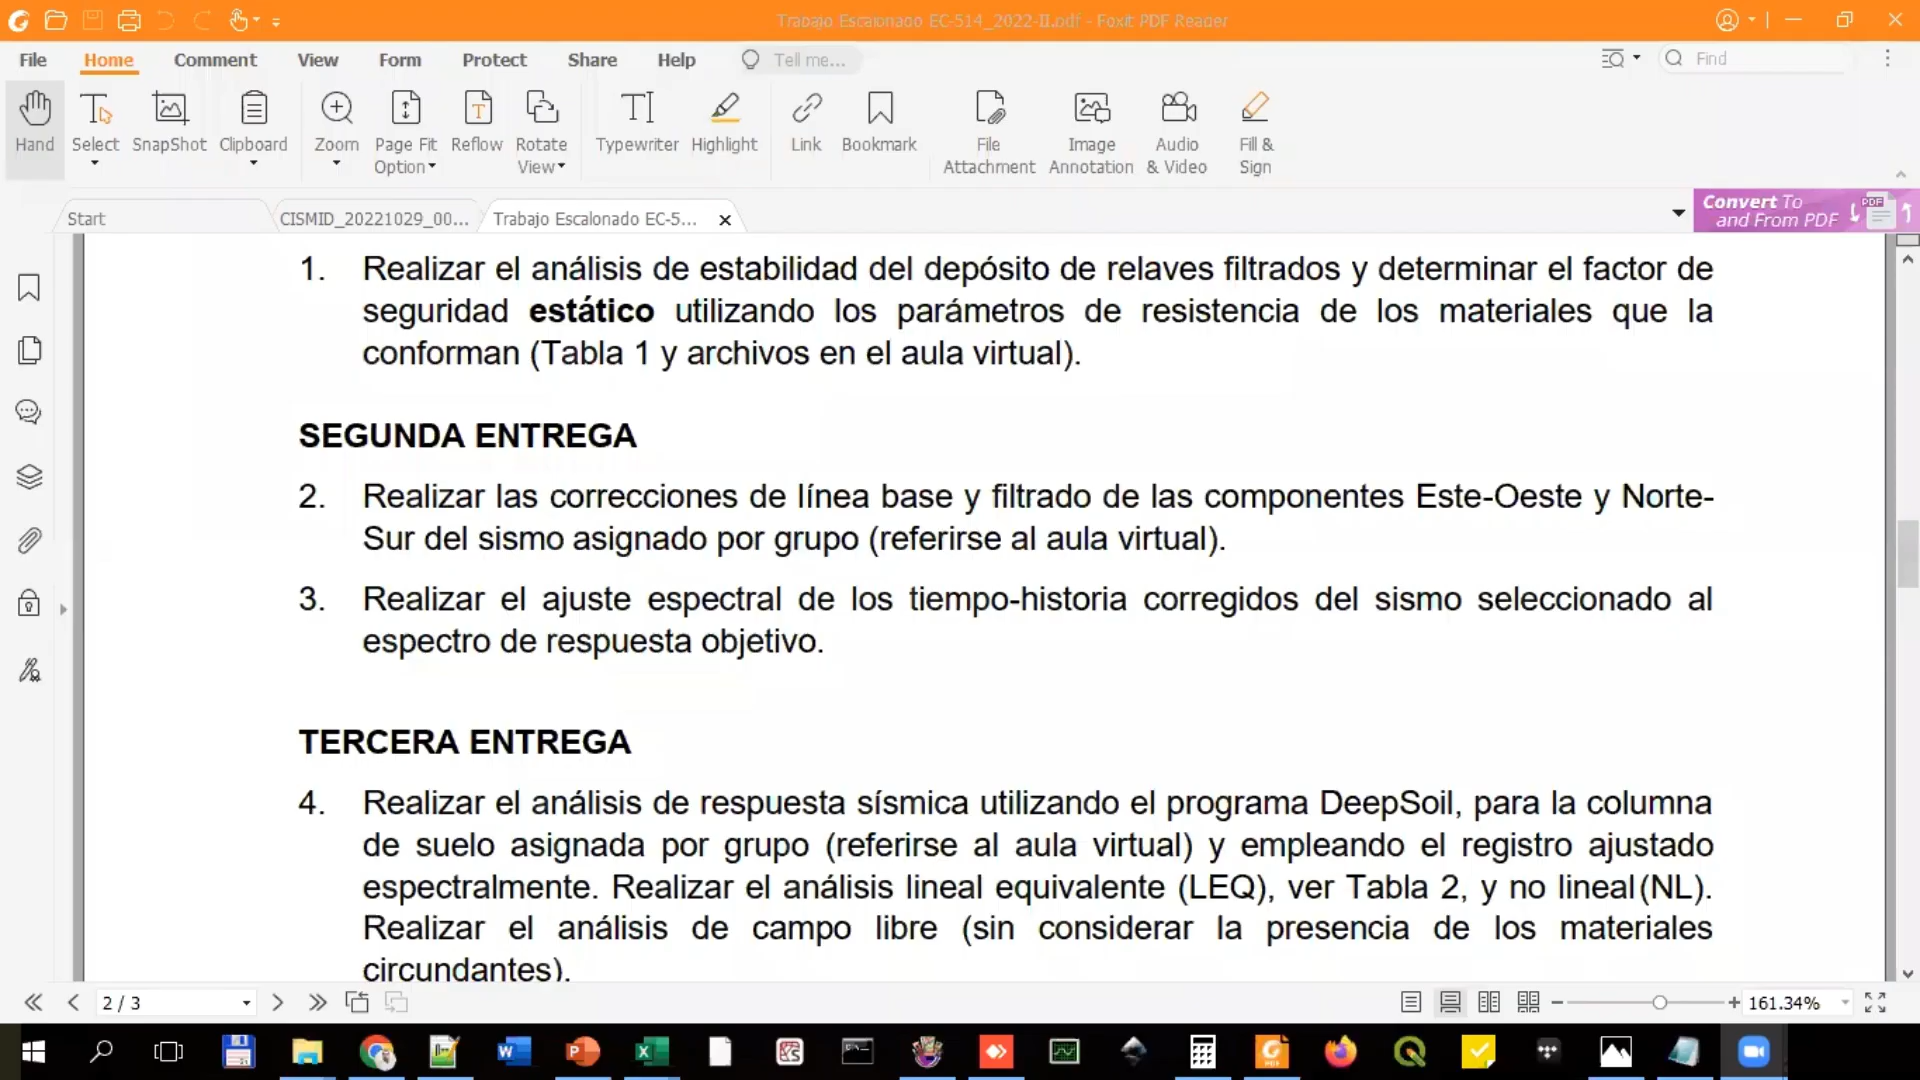 Trabajo Escalonado EC-514_2022-II.pdf - Foxit PDF Reader
File Home Comment View Form Protect Share Help Tell me... Find
Hand Select SnapShot Clipboard Zoom Page Fit Option Reflow Rotate View Typewriter Highlight Link Bookmark File Attachment Image Annotation Audio & Video Fill & Sign
Start CISMID_20221029_00... Trabajo Escalonado EC-5...
Convert To
and From PDF
PDF
1. Realizar el análisis de estabilidad del depósito de relaves filtrados y determinar el factor de
seguridad estático utilizando los parámetros de resistencia de los materiales que la
conforman (Tabla 1 y archivos en el aula virtual).
SEGUNDA ENTREGA
2. Realizar las correcciones de línea base y filtrado de las componentes Este-Oeste y Norte-
Sur del sismo asignado por grupo (referirse al aula virtual).
3. Realizar el ajuste espectral de los tiempo-historia corregidos del sismo seleccionado al
espectro de respuesta objetivo.
TERCERA ENTREGA
4. Realizar el análisis de respuesta sísmica utilizando el programa DeepSoil, para la columna
de suelo asignada por grupo (referirse al aula virtual) y empleando el registro ajustado
espectralmente. Realizar el análisis lineal equivalente (LEQ), ver Tabla 2, y no lineal(NL).
Realizar el análisis de campo libre (sin considerar la presencia de los materiales
circundantes).
2 / 3 161.34%